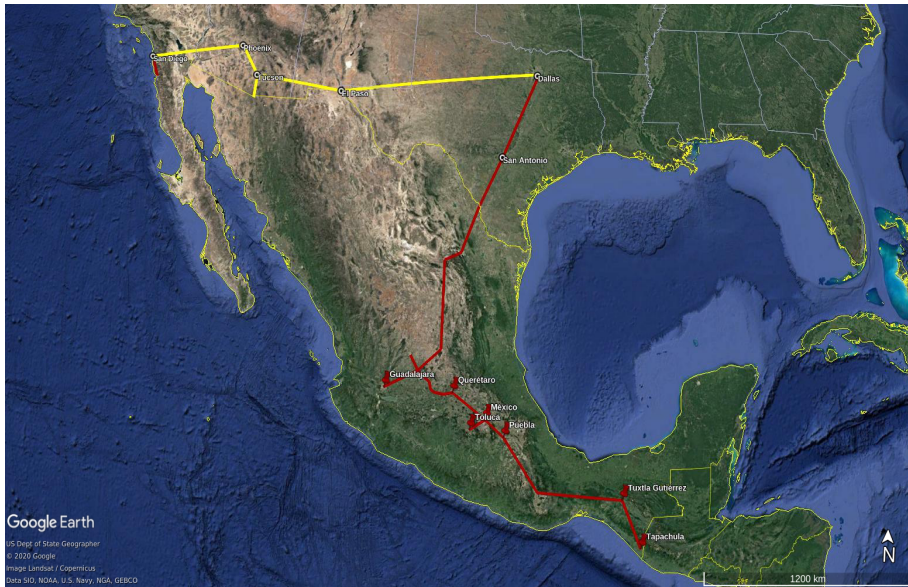 Phoenix
San Diego
Tucson
El Paso
Dallas
San Antonio
Guadalajara
Querétaro
México
Toluca
Puebla
Tuxtla Gutiérrez
Tapachula
Google Earth
US Dept of State Geographer
© 2020 Google
Image Landsat / Copernicus
Data SIO, NOAA, U.S. Navy, NGA, GEBCO
N
1200 km